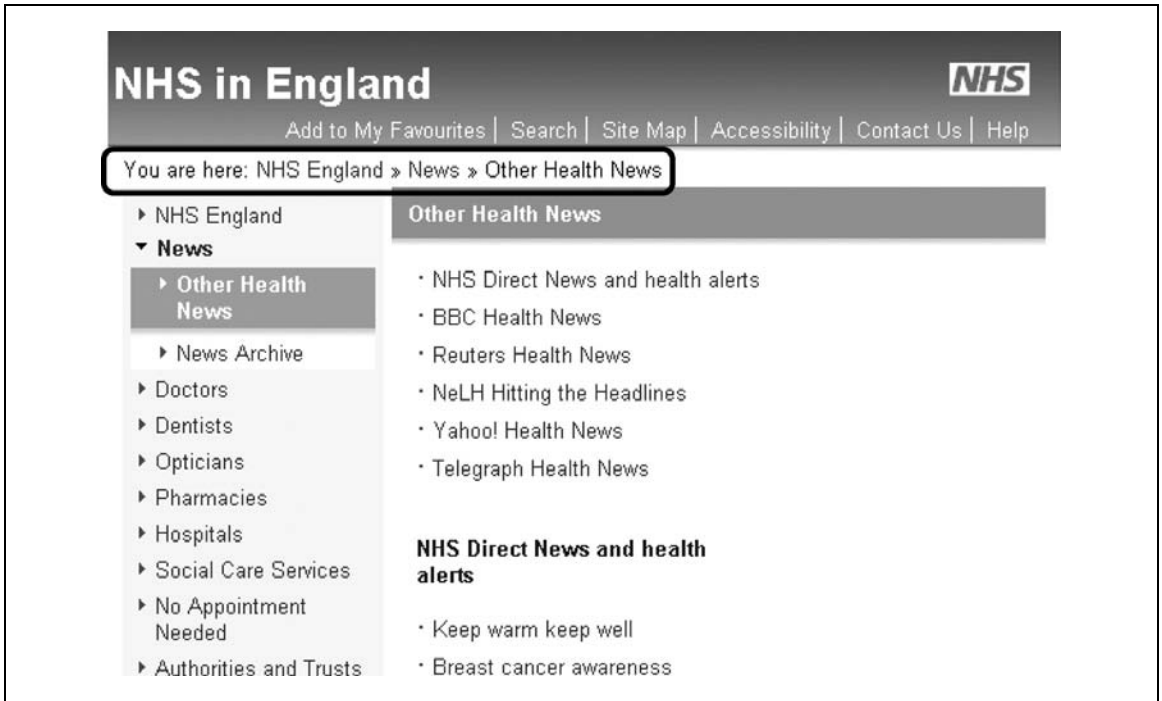 NHS in England
NHS
Add to My Favourites | Search | Site Map | Accessibility | Contact Us | Help
You are here: NHS England » News » Other Health News
NHS England
News
Other Health
News
News Archive
Doctors
Dentists
Opticians
Pharmacies
Hospitals
Social Care Services
No Appointment
Needed
Authorities and Trusts
Other Health News
· NHS Direct News and health alerts
· BBC Health News
· Reuters Health News
· NeLH Hitting the Headlines
· Yahoo! Health News
· Telegraph Health News
NHS Direct News and health
alerts
· Keep warm keep well
· Breast cancer awareness